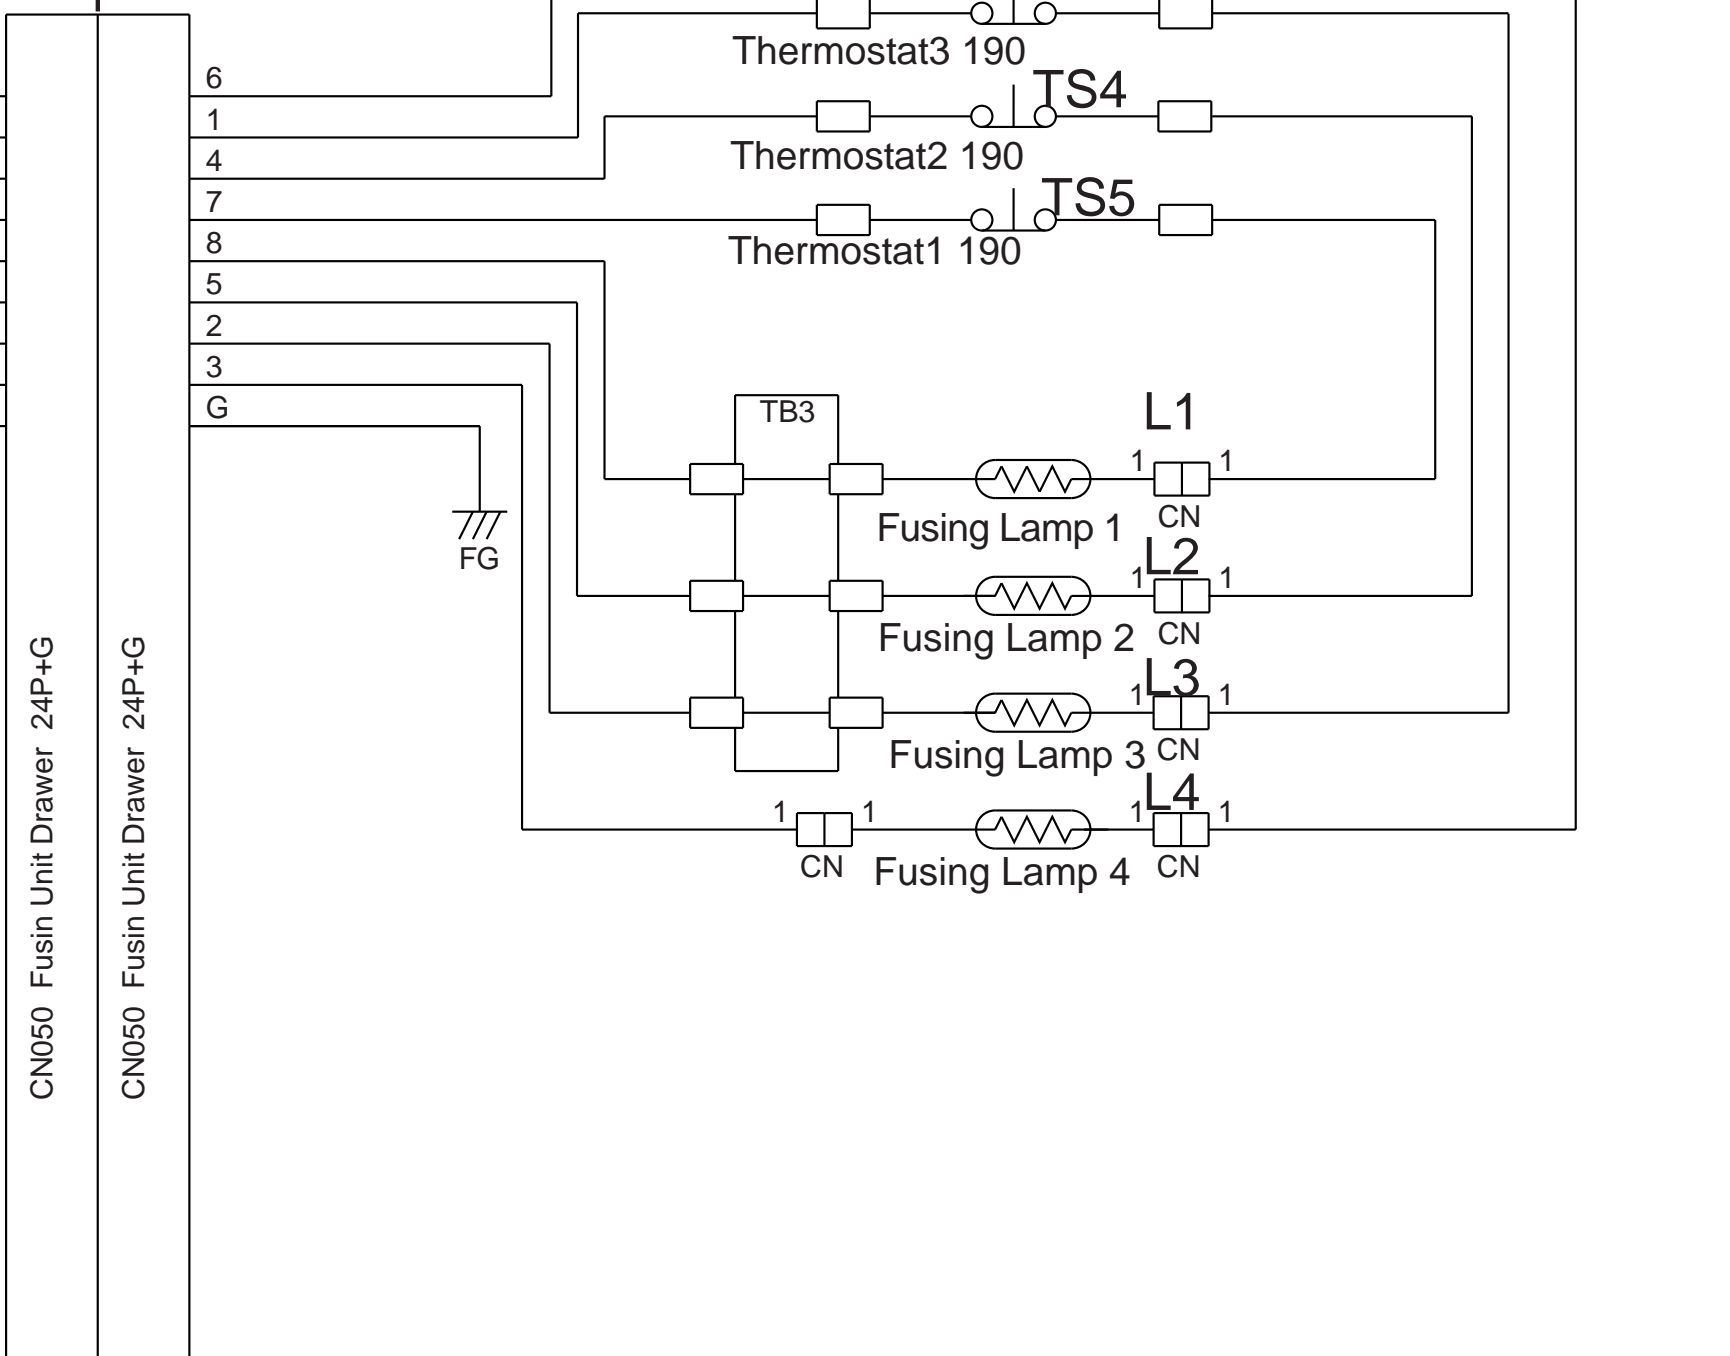 Thermostat3 190
6
TS4
1
Thermostat2 190
4
TS5
7
Thermostat1 190
8
5
2
3
G
TB3
L1
1 1
CN
Fusing Lamp 1
FG
L2
1 1
Fusing Lamp 2
CN
L3
1 1
Fusing Lamp 3
CN
L4
1 1 1 1
CN
Fusing Lamp 4
CN
CN050 Fusin Unit Drawer 24P+G
CN050 Fusin Unit Drawer 24P+G